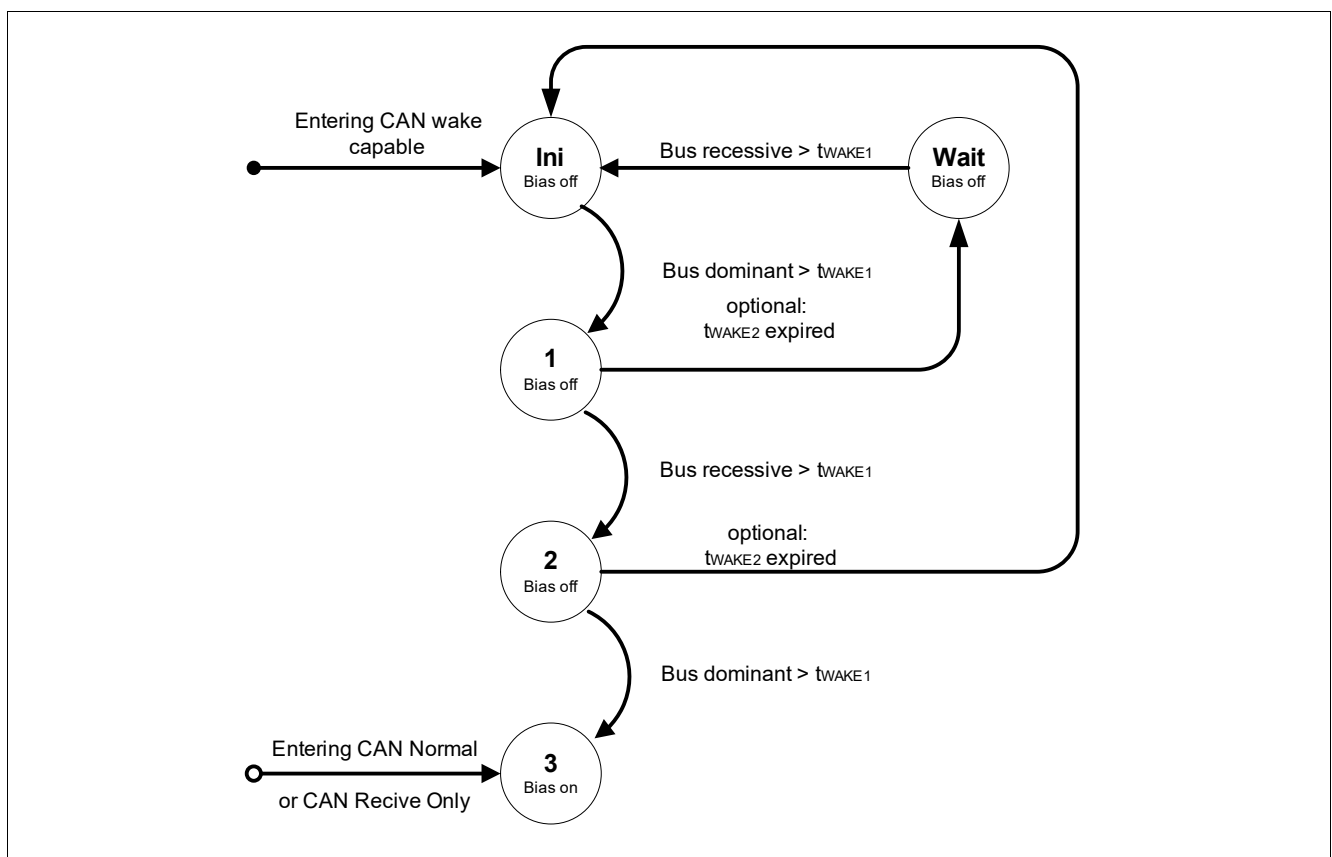 Entering CAN wake
capable
Ini
Bias off
Bus recessive > tWAKE1
Wait
Bias off
Bus dominant > tWAKE1
optional:
tWAKE2 expired
1
Bias off
Bus recessive > tWAKE1
optional:
tWAKE2 expired
2
Bias off
Bus dominant > tWAKE1
Entering CAN Normal
or CAN Recive Only
3
Bias on